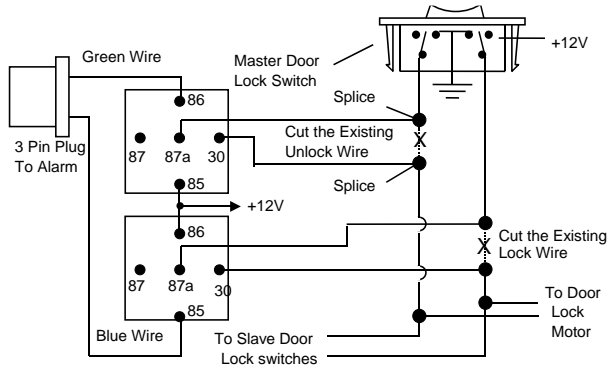 Green Wire
3 Pin Plug
To Alarm
86
87
87a
30
85
+12V
86
87
87a
30
85
Blue Wire
Master Door
Lock Switch
+12V
Splice
Cut the Existing
Unlock Wire
X
Splice
X
Cut the Existing
Lock Wire
To Door
Lock
Motor
To Slave Door
Lock switches